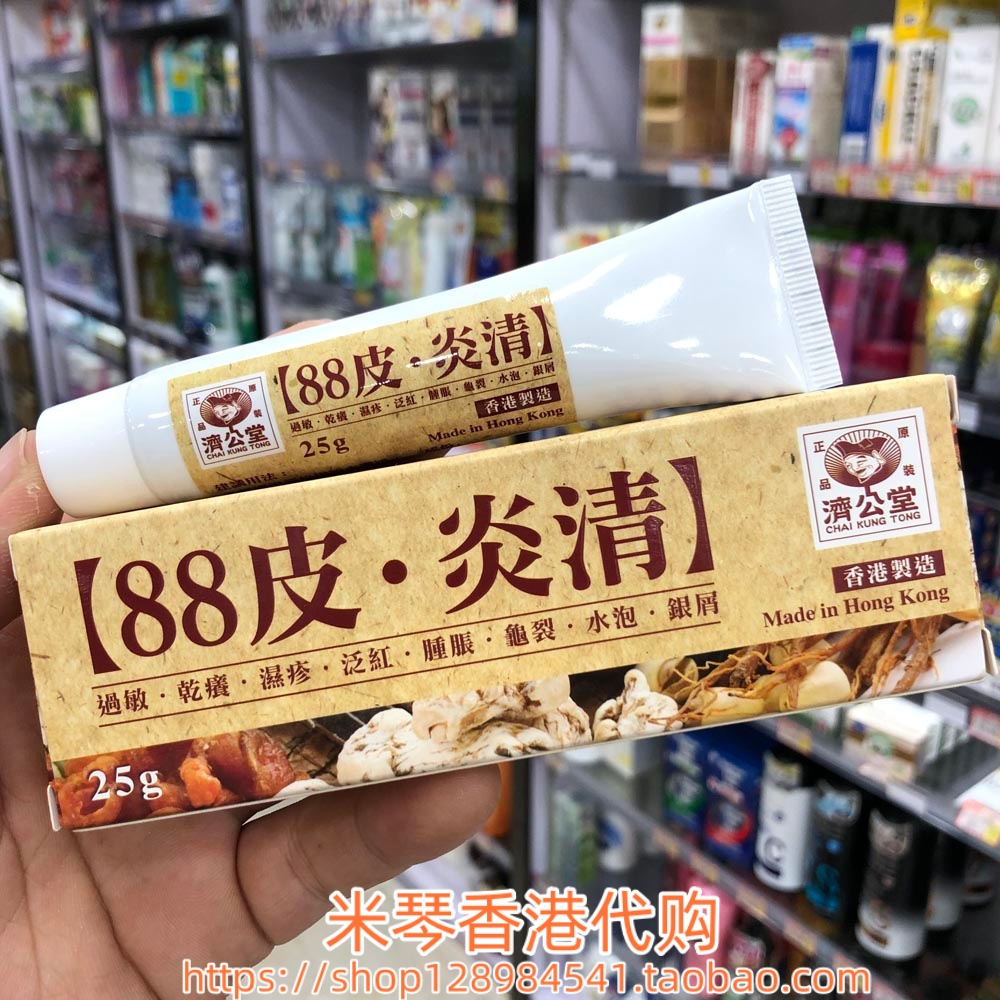 【88皮·炎清】
過敏·乾癢·濕疹·泛紅·腫脹·龜裂·水泡·銀屑
25g
香港製造
Made in Hong Kong
正品
原裝
濟公堂
CHAI KUNG TONG
建議用法:
【88皮·炎清】
過敏·乾癢·濕疹·泛紅·腫脹·龜裂·水泡·銀屑
25g
正品
原裝
濟公堂
CHAI KUNG TONG
香港製造
Made in Hong Kong
米琴香港代购
https://shop128984541.taobao.com